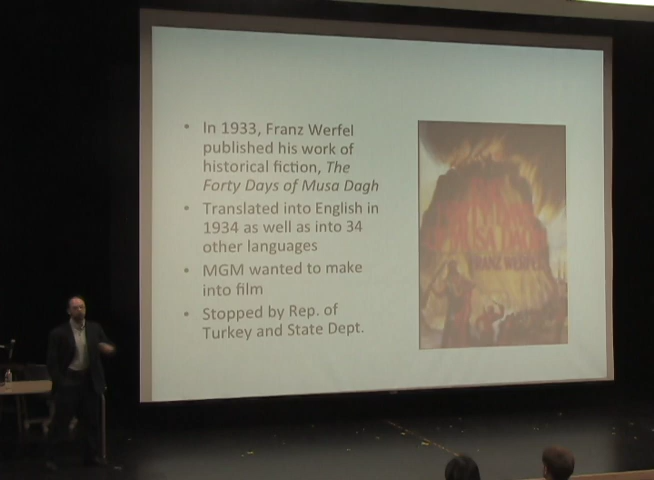 • In 1933, Franz Werfel
published his work of
historical fiction, The
Forty Days of Musa Dagh
• Translated into English in
1934 as well as into 34
other languages
• MGM wanted to make
into film
• Stopped by Rep. of
Turkey and State Dept.
MUSA DAGH
FRANZ WERFEL